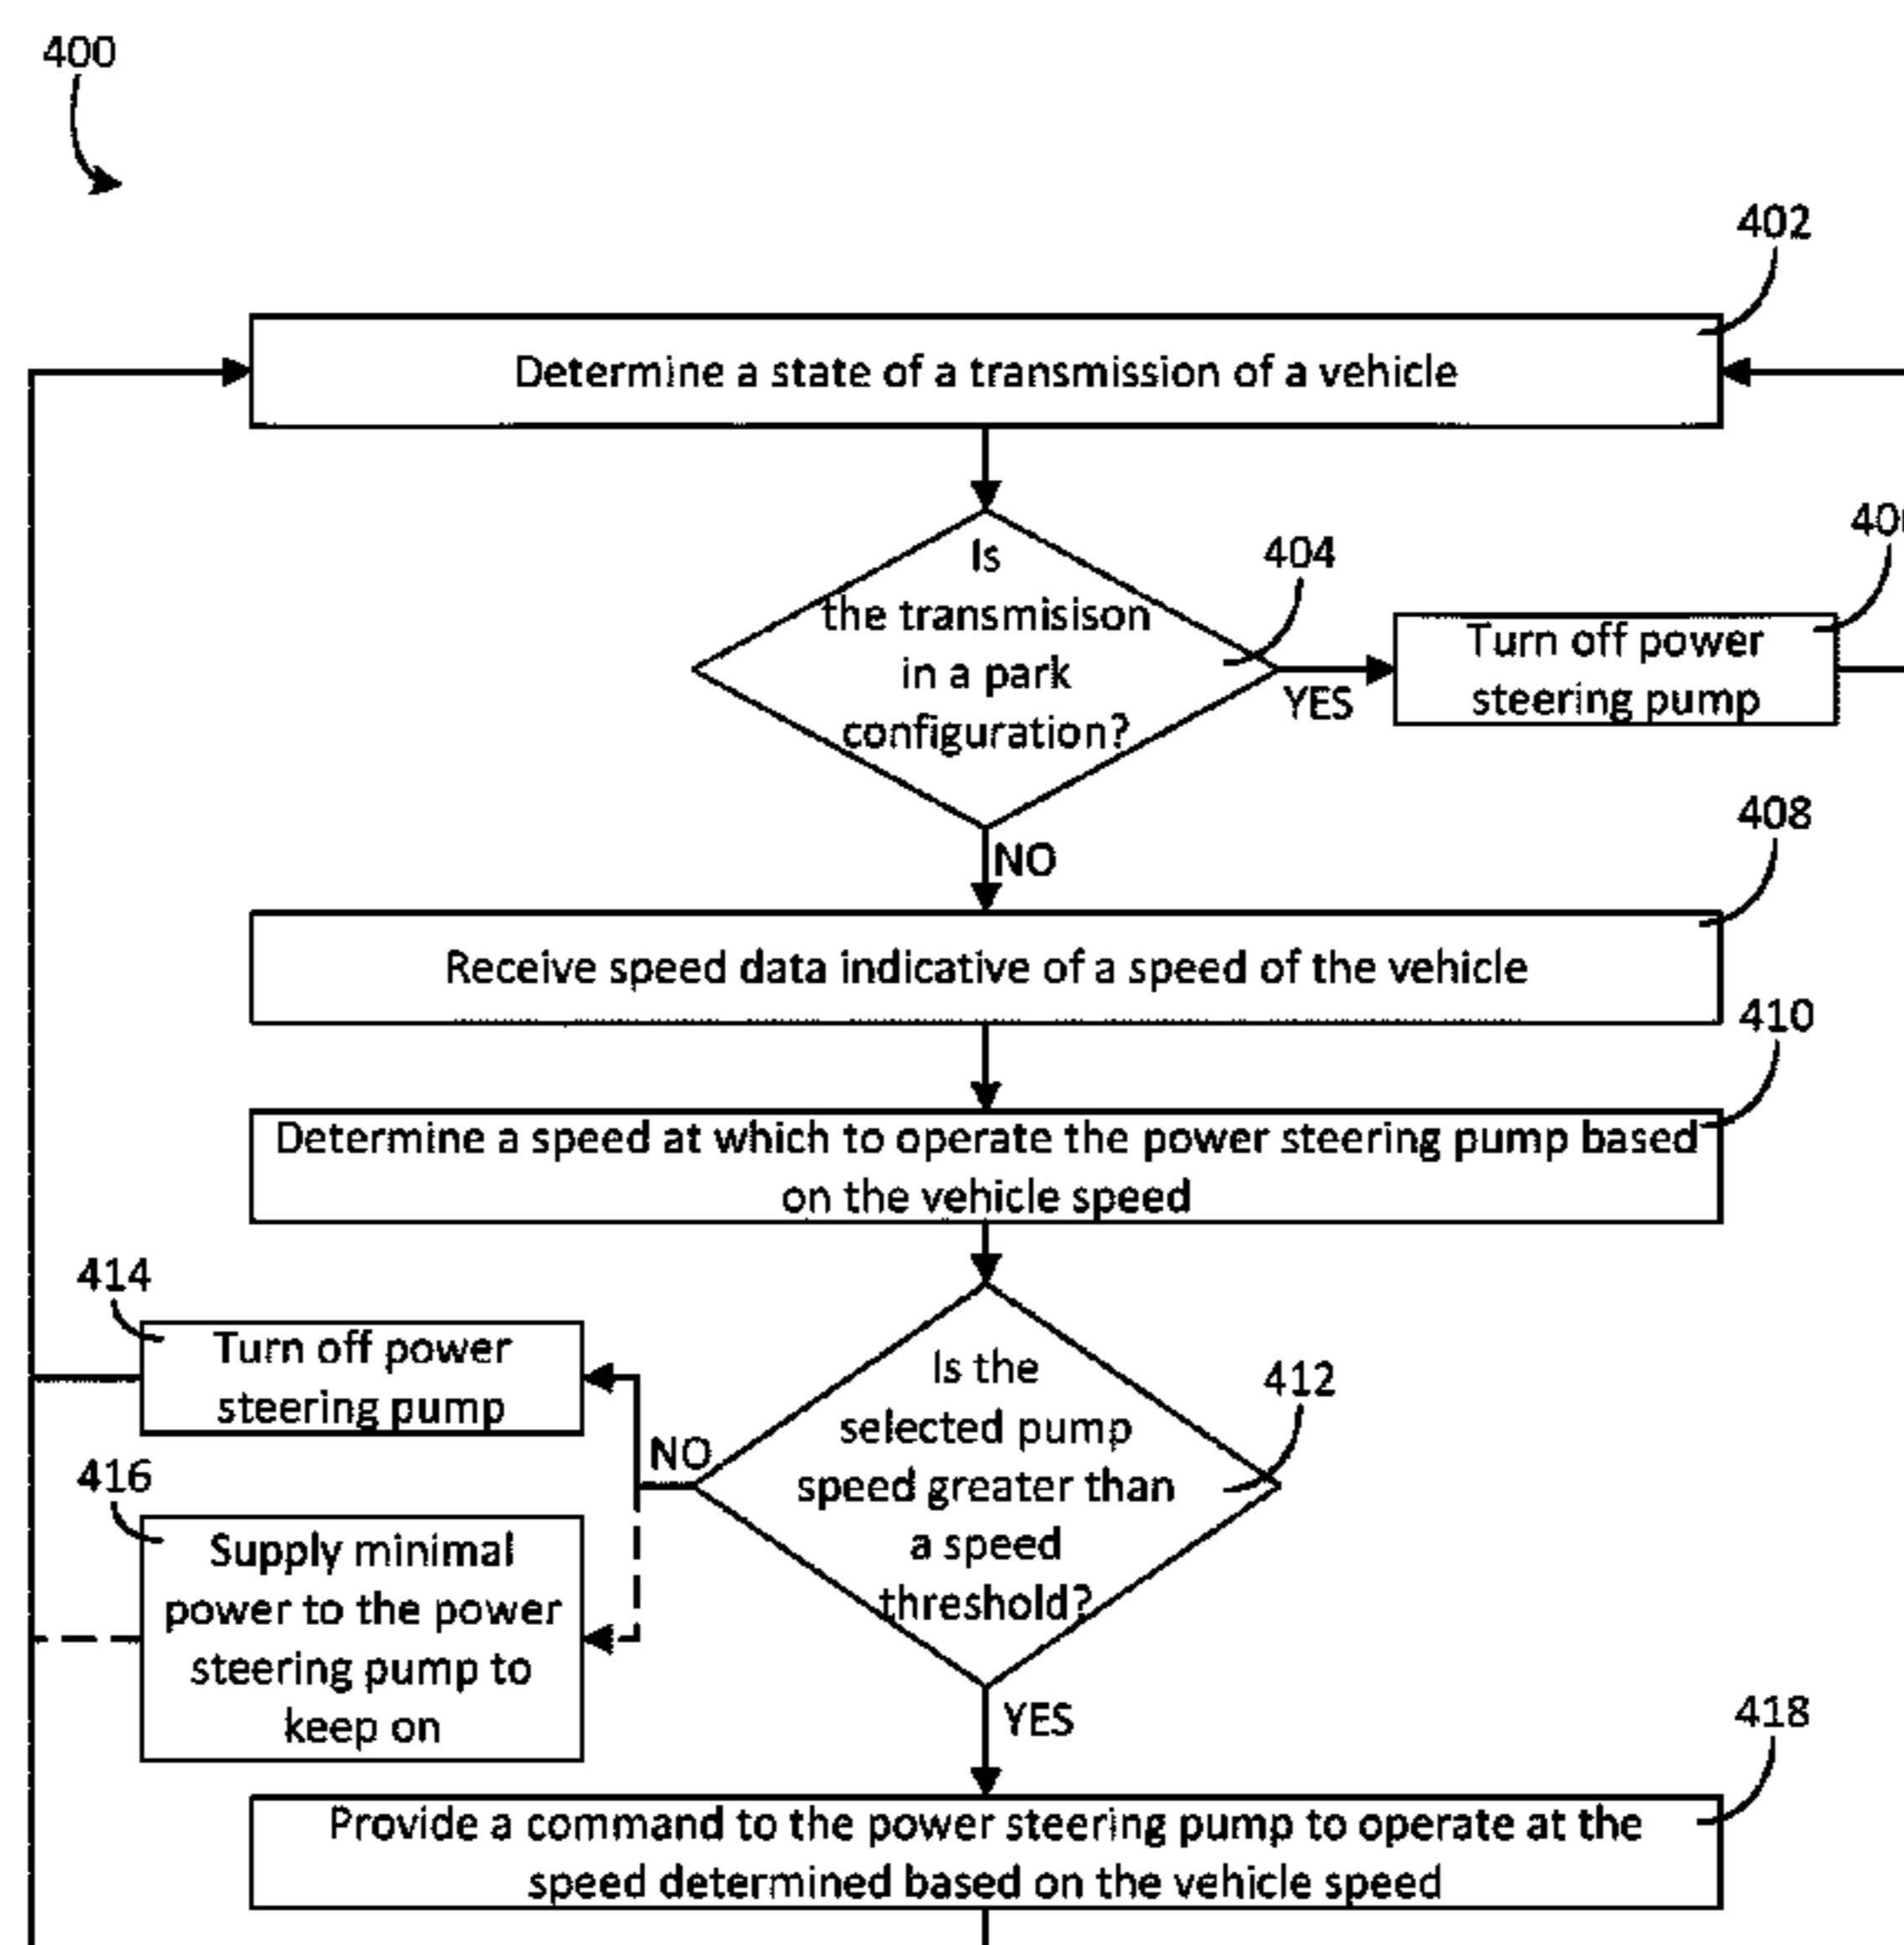 400
402
Determine a state of a transmission of a vehicle
Is
the transmisison
in a park
configuration?
404
YES
Turn off power
steering pump
NO
408
Receive speed data indicative of a speed of the vehicle
410
Determine a speed at which to operate the power steering pump based
on the vehicle speed
414
Turn off power
steering pump
416
Supply minimal
power to the power
steering pump to
keep on
NO
Is the
selected pump
speed greater than
a speed
threshold?
412
YES
418
Provide a command to the power steering pump to operate at the
speed determined based on the vehicle speed